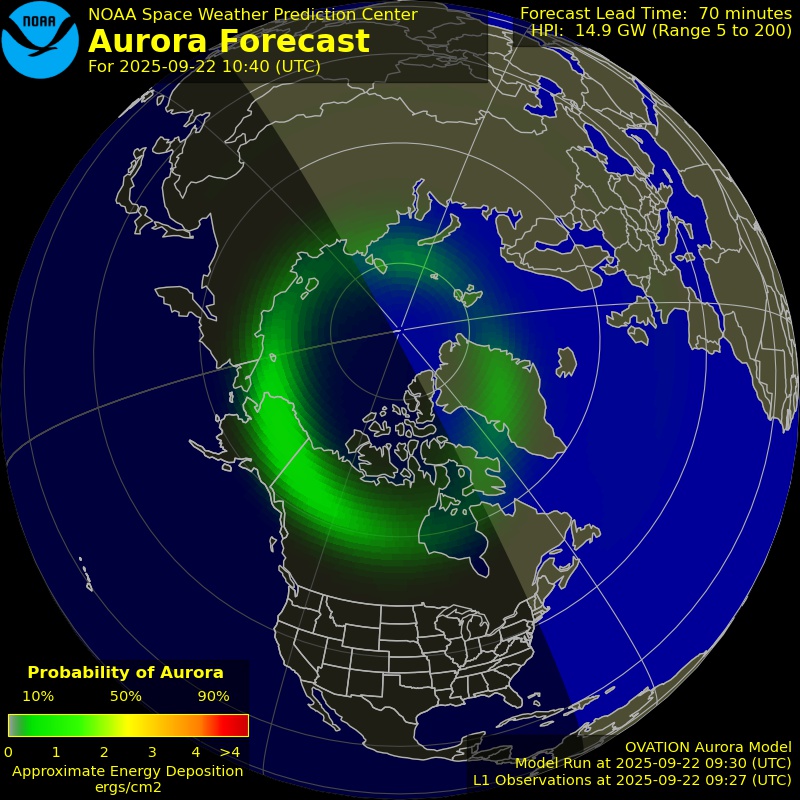 NOAA
NOAA Space Weather Prediction Center
Aurora Forecast
For 2025-09-22 10:40 (UTC)
Forecast Lead Time: 70 minutes
HPI: 14.9 GW (Range 5 to 200)
Probability of Aurora
10% 50% 90%
0 1 2 3 4 >4
Approximate Energy Deposition
ergs/cm2
OVATION Aurora Model
Model Run at 2025-09-22 09:30 (UTC)
L1 Observations at 2025-09-22 09:27 (UTC)